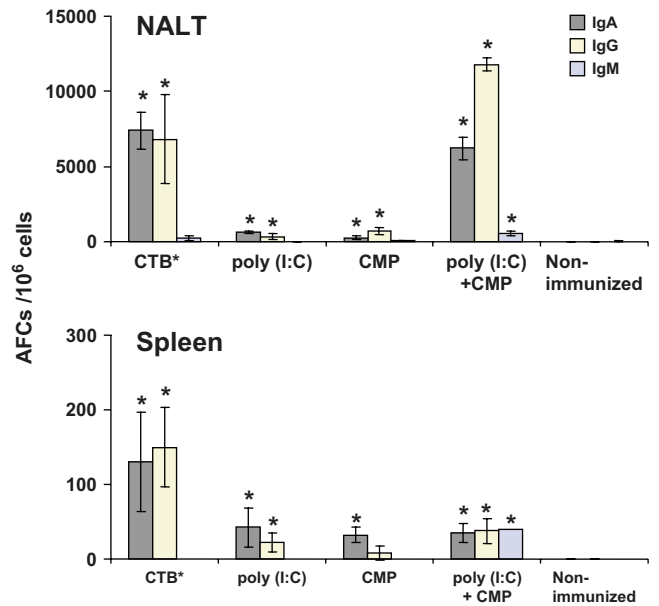 NALT
IgA
IgG
IgM
15000
10000
5000
0
* * * * * * * * *
CTB* poly (I:C) CMP poly (I:C) +CMP Non-immunized
AFCs /10⁶ cells
Spleen
300
200
100
0
* * * * * * * *
CTB* poly (I:C) CMP poly (I:C) + CMP Non-immunized